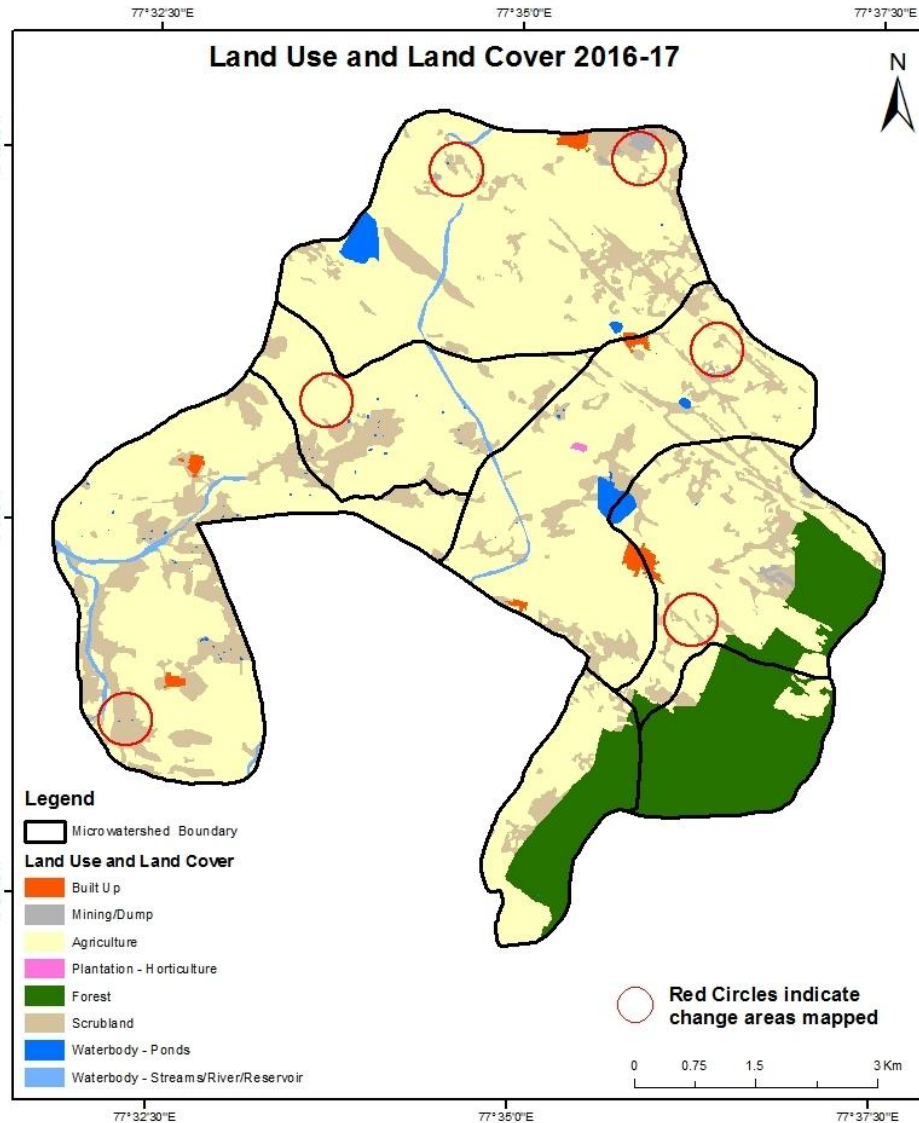 77°32'30"E 77°35'0"E 77°37'30"E
Land Use and Land Cover 2016-17
N
Legend
Microwatershed Boundary
Land Use and Land Cover
Built Up
Mining/Dump
Agriculture
Plantation - Horticulture
Forest
Scrubland
Waterbody - Ponds
Waterbody - Streams/River/Reservoir
Red Circles indicate
change areas mapped
0 0.75 1.5 3 Km
77°32'30"E 77°35'0"E 77°37'30"E